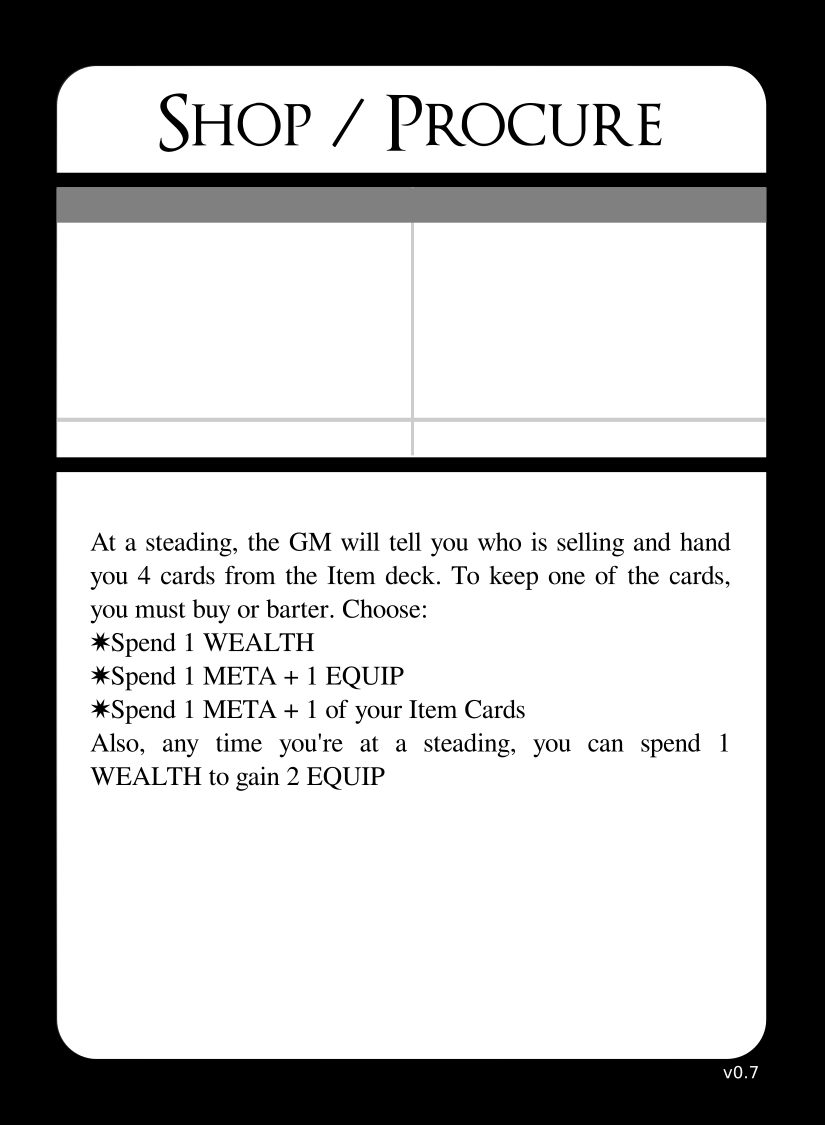 Shop / Procure
At a steading, the GM will tell you who is selling and hand
you 4 cards from the Item deck. To keep one of the cards,
you must buy or barter. Choose:
✷Spend 1 WEALTH
✷Spend 1 META + 1 EQUIP
✷Spend 1 META + 1 of your Item Cards
Also, any time you're at a steading, you can spend 1
WEALTH to gain 2 EQUIP
v0.7